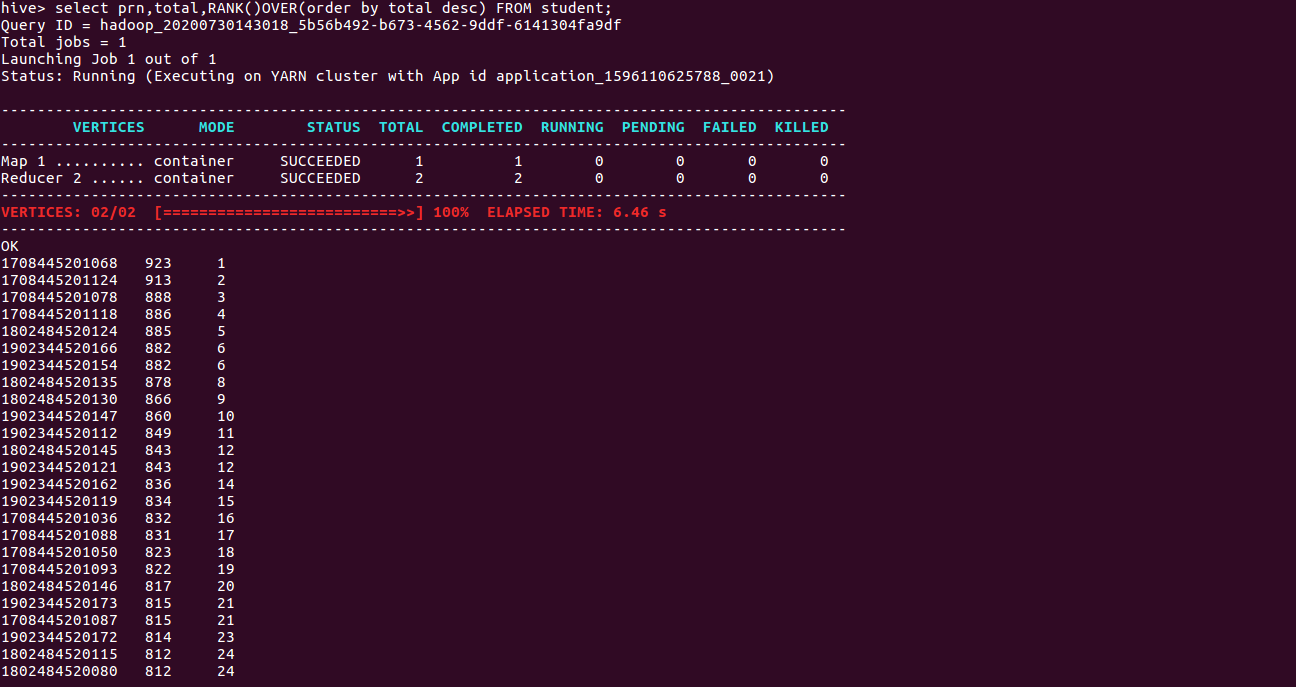 hive> select prn,total,RANK()OVER(order by total desc) FROM student;
Query ID = hadoop_20200730143018_5b56b492-b673-4562-9ddf-6141304fa9df
Total jobs = 1
Launching Job 1 out of 1
Status: Running (Executing on YARN cluster with App id application_1596110625788_0021)
----------------------------------------------------------------------------------------------
        VERTICES      MODE        STATUS  TOTAL  COMPLETED  RUNNING  PENDING  FAILED  KILLED
----------------------------------------------------------------------------------------------
Map 1 .......... container     SUCCEEDED      1          1        0        0       0       0
Reducer 2 ...... container     SUCCEEDED      2          2        0        0       0       0
----------------------------------------------------------------------------------------------
VERTICES: 02/02  [==========================>>] 100%  ELAPSED TIME: 6.46 s
----------------------------------------------------------------------------------------------
OK
1708445201068	923	1
1708445201124	913	2
1708445201078	888	3
1708445201118	886	4
1802484520124	885	5
1902344520166	882	6
1902344520154	882	6
1802484520135	878	8
1802484520130	866	9
1902344520147	860	10
1902344520112	849	11
1802484520145	843	12
1902344520121	843	12
1902344520162	836	14
1902344520119	834	15
1708445201036	832	16
1708445201088	831	17
1708445201050	823	18
1708445201093	822	19
1802484520146	817	20
1902344520173	815	21
1708445201087	815	21
1902344520172	814	23
1802484520115	812	24
1802484520080	812	24